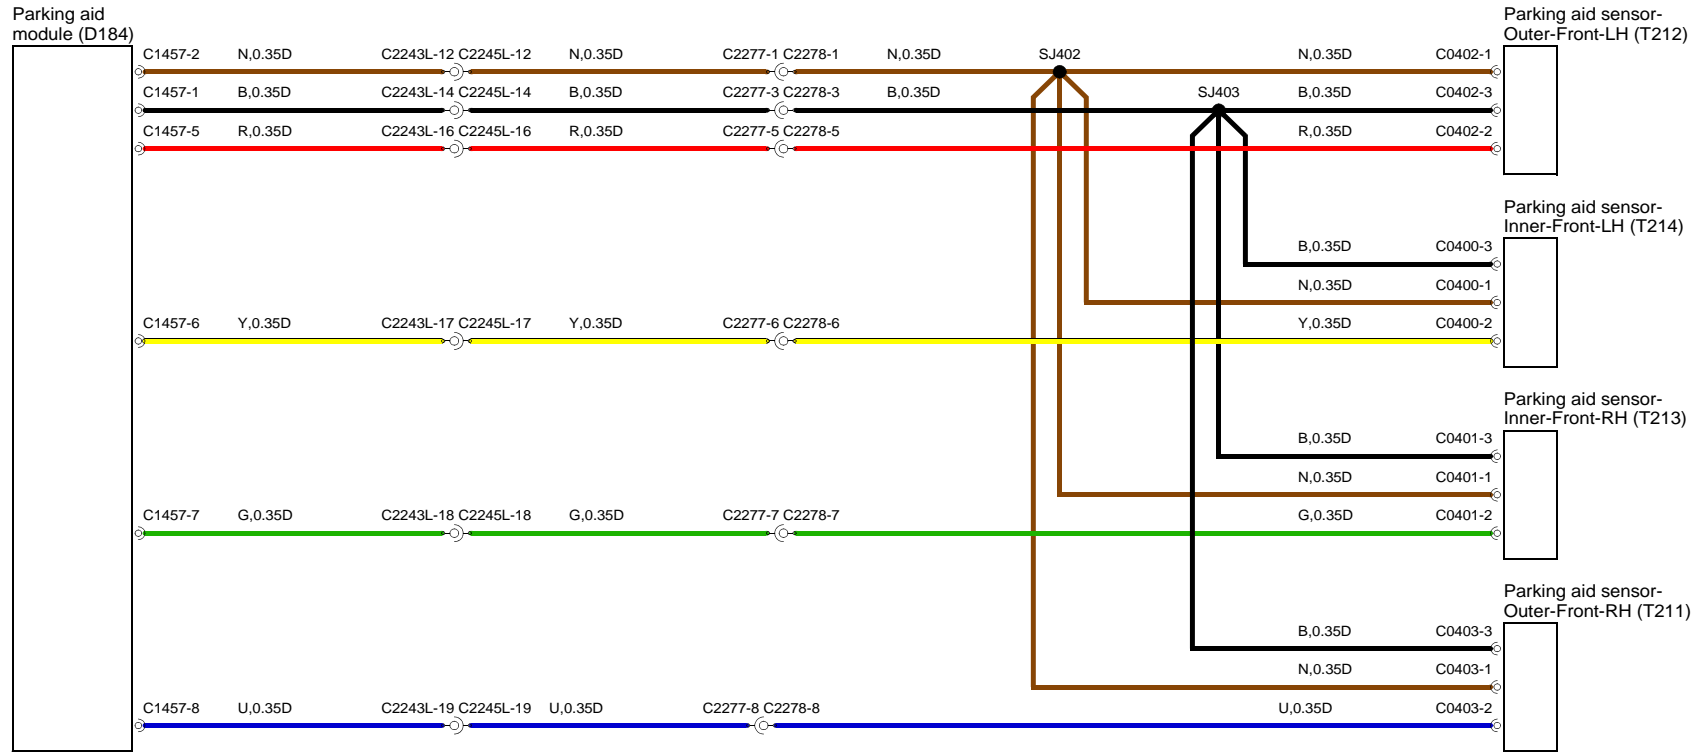 Parking aid
module (D184)
Parking aid sensor-
Outer-Front-LH (T212)
C1457-2 N,0.35D C2243L-12 C2245L-12 N,0.35D C2277-1 C2278-1 N,0.35D SJ402 N,0.35D C0402-1
C1457-1 B,0.35D C2243L-14 C2245L-14 B,0.35D C2277-3 C2278-3 B,0.35D SJ403 B,0.35D C0402-3
C1457-5 R,0.35D C2243L-16 C2245L-16 R,0.35D C2277-5 C2278-5 R,0.35D C0402-2
Parking aid sensor-
Inner-Front-LH (T214)
B,0.35D C0400-3
N,0.35D C0400-1
C1457-6 Y,0.35D C2243L-17 C2245L-17 Y,0.35D C2277-6 C2278-6 Y,0.35D C0400-2
Parking aid sensor-
Inner-Front-RH (T213)
B,0.35D C0401-3
N,0.35D C0401-1
C1457-7 G,0.35D C2243L-18 C2245L-18 G,0.35D C2277-7 C2278-7 G,0.35D C0401-2
Parking aid sensor-
Outer-Front-RH (T211)
B,0.35D C0403-3
N,0.35D C0403-1
C1457-8 U,0.35D C2243L-19 C2245L-19 U,0.35D C2277-8 C2278-8 U,0.35D C0403-2